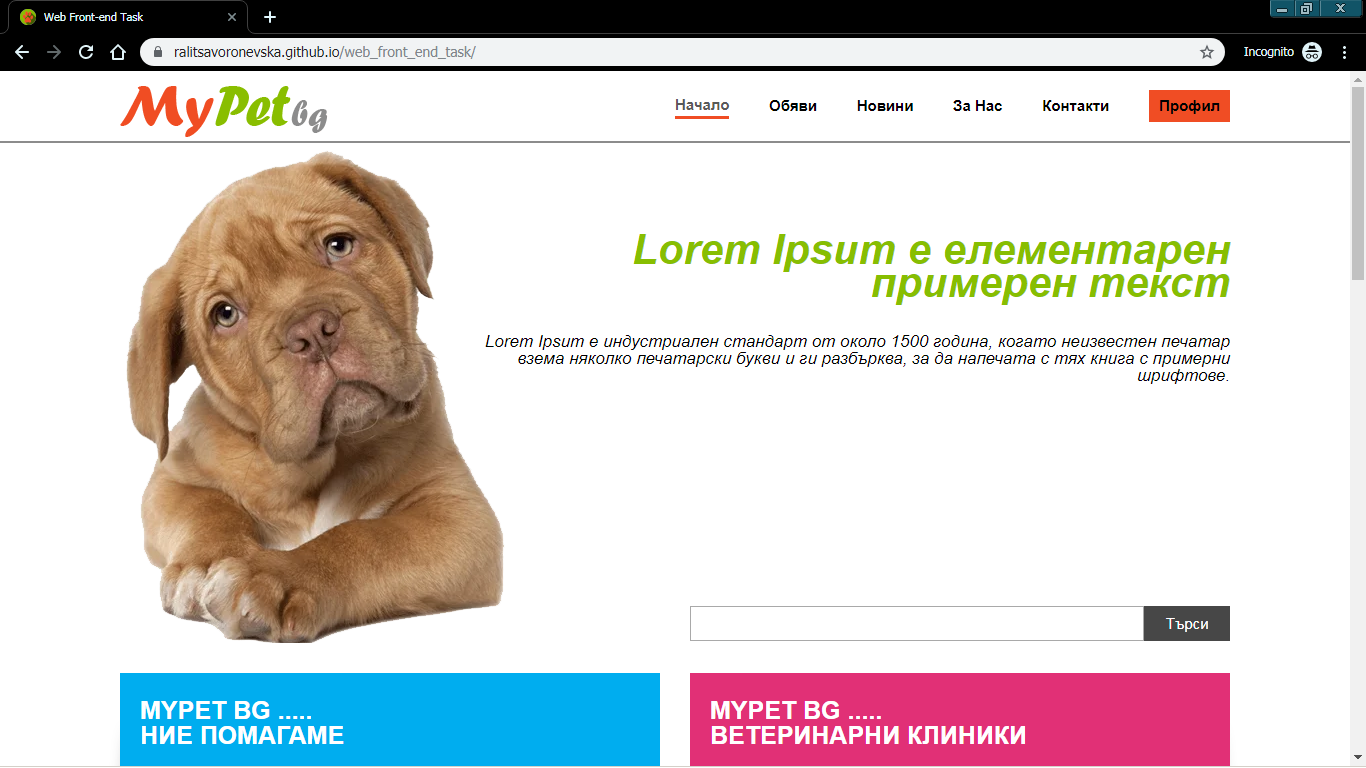 Web Front-end Task
ralitsavoronevska.github.io/web_front_end_task/
Incognito
MyPet bg
Начало
Обяви
Новини
За Нас
Контакти
Профил
Lorem Ipsum е елементарен
примерен текст
Lorem Ipsum е индустриален стандарт от около 1500 година, когато неизвестен печатар
взема няколко печатарски букви и ги разбърква, за да напечата с тях книга с примерни
шрифтове.
Търси
MYPET BG .....
НИЕ ПОМАГАМЕ
MYPET BG .....
ВЕТЕРИНАРНИ КЛИНИКИ